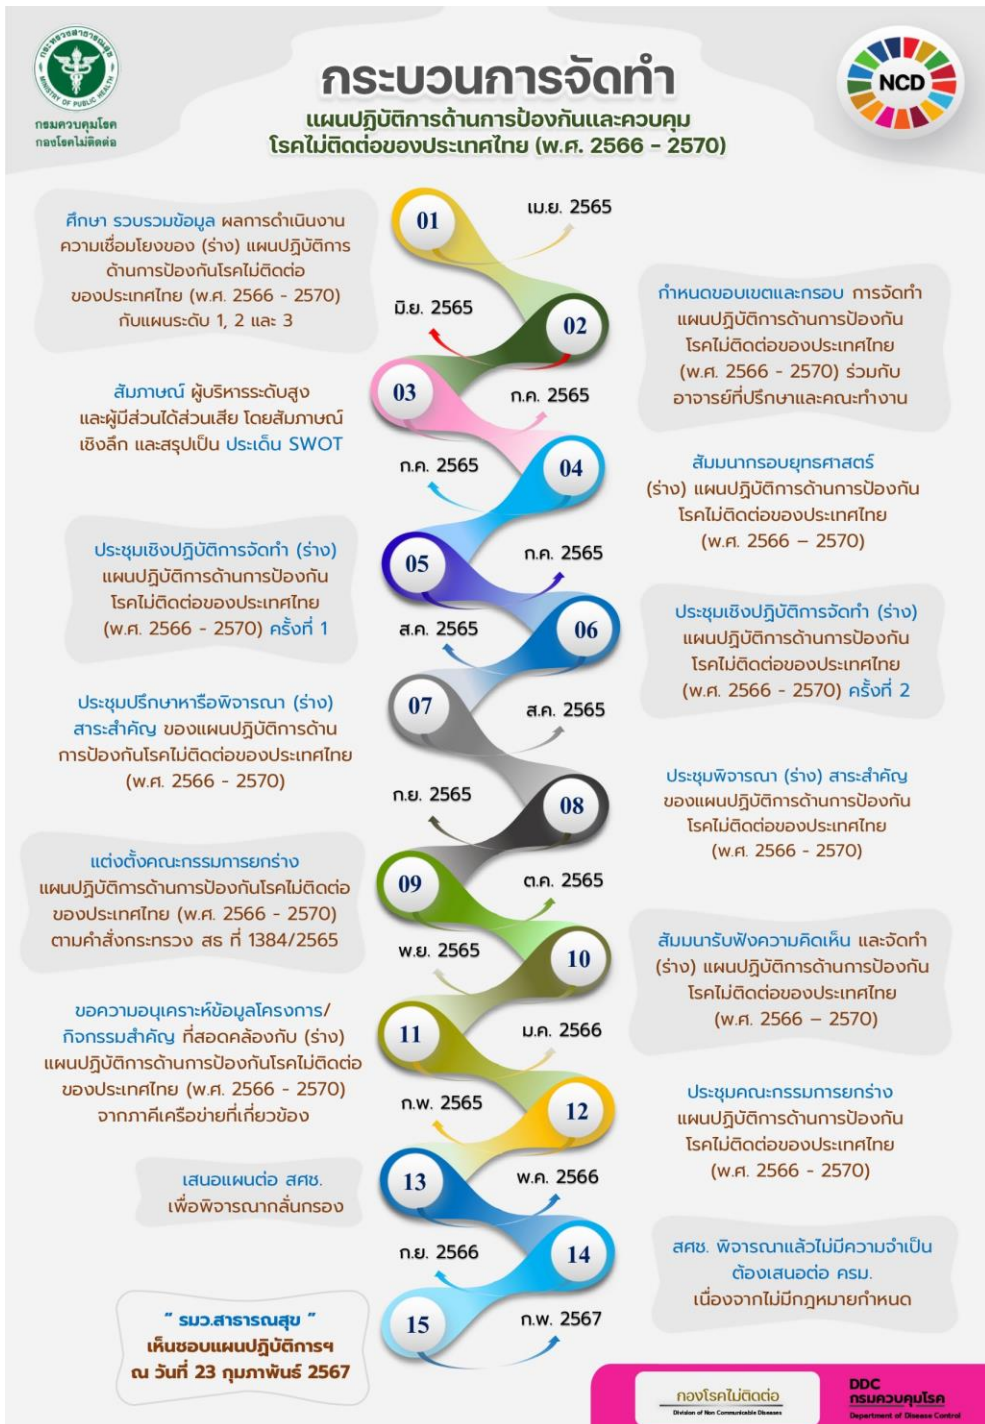 กระทรวงสาธารณสุข
MINISTRY OF PUBLIC HEALTH
กรมควบคุมโรค
กองโรคไม่ติดต่อ
กระบวนการจัดทำ
แผนปฏิบัติการด้านการป้องกันและควบคุม
โรคไม่ติดต่อของประเทศไทย (พ.ศ. 2566 - 2570)
NCD
01
เม.ย. 2565
ศึกษา รวบรวมข้อมูล ผลการดำเนินงาน
ความเชื่อมโยงของ (ร่าง) แผนปฏิบัติการ
ด้านการป้องกันโรคไม่ติดต่อ
ของประเทศไทย (พ.ศ. 2566 - 2570)
กับแผนระดับ 1, 2 และ 3
มิ.ย. 2565
02
กำหนดขอบเขตและกรอบ การจัดทำ
แผนปฏิบัติการด้านการป้องกัน
โรคไม่ติดต่อของประเทศไทย
(พ.ศ. 2566 - 2570) ร่วมกับ
อาจารย์ที่ปรึกษาและคณะทำงาน
03
ก.ค. 2565
สัมภาษณ์ ผู้บริหารระดับสูง
และผู้มีส่วนได้ส่วนเสีย โดยสัมภาษณ์
เชิงลึก และสรุปเป็น ประเด็น SWOT
ก.ค. 2565
04
สัมมนากรอบยุทธศาสตร์
(ร่าง) แผนปฏิบัติการด้านการป้องกัน
โรคไม่ติดต่อของประเทศไทย
(พ.ศ. 2566 – 2570)
05
ก.ค. 2565
ประชุมเชิงปฏิบัติการจัดทำ (ร่าง)
แผนปฏิบัติการด้านการป้องกัน
โรคไม่ติดต่อของประเทศไทย
(พ.ศ. 2566 - 2570) ครั้งที่ 1
ส.ค. 2565
06
ประชุมเชิงปฏิบัติการจัดทำ (ร่าง)
แผนปฏิบัติการด้านการป้องกัน
โรคไม่ติดต่อของประเทศไทย
(พ.ศ. 2566 - 2570) ครั้งที่ 2
07
ส.ค. 2565
ประชุมปรึกษาหารือพิจารณา (ร่าง)
สาระสำคัญ ของแผนปฏิบัติการด้าน
การป้องกันโรคไม่ติดต่อของประเทศไทย
(พ.ศ. 2566 - 2570)
ก.ย. 2565
08
ประชุมพิจารณา (ร่าง) สาระสำคัญ
ของแผนปฏิบัติการด้านการป้องกัน
โรคไม่ติดต่อของประเทศไทย
(พ.ศ. 2566 - 2570)
09
ต.ค. 2565
แต่งตั้งคณะกรรมการยกร่าง
แผนปฏิบัติการด้านการป้องกันโรคไม่ติดต่อ
ของประเทศไทย (พ.ศ. 2566 - 2570)
ตามคำสั่งกระทรวง สธ ที่ 1384/2565
พ.ย. 2565
10
สัมมนารับฟังความคิดเห็น และจัดทำ
(ร่าง) แผนปฏิบัติการด้านการป้องกัน
โรคไม่ติดต่อของประเทศไทย
(พ.ศ. 2566 – 2570)
11
ม.ค. 2566
ขอความอนุเคราะห์ข้อมูลโครงการ/
กิจกรรมสำคัญ ที่สอดคล้องกับ (ร่าง)
แผนปฏิบัติการด้านการป้องกันโรคไม่ติดต่อ
ของประเทศไทย (พ.ศ. 2566 - 2570)
จากภาคีเครือข่ายที่เกี่ยวข้อง
ก.พ. 2565
12
ประชุมคณะกรรมการยกร่าง
แผนปฏิบัติการด้านการป้องกัน
โรคไม่ติดต่อของประเทศไทย
(พ.ศ. 2566 - 2570)
13
พ.ค. 2566
เสนอแผนต่อ สศช.
เพื่อพิจารณากลั่นกรอง
ก.ย. 2566
14
สศช. พิจารณาแล้วไม่มีความจำเป็น
ต้องเสนอต่อ ครม.
เนื่องจากไม่มีกฎหมายกำหนด
15
ก.พ. 2567
" รมว.สาธารณสุข "
เห็นชอบแผนปฏิบัติการฯ
ณ วันที่ 23 กุมภาพันธ์ 2567
กองโรคไม่ติดต่อ
Division of Non Communicable Diseases
DDC
กรมควบคุมโรค
Department of Disease Control